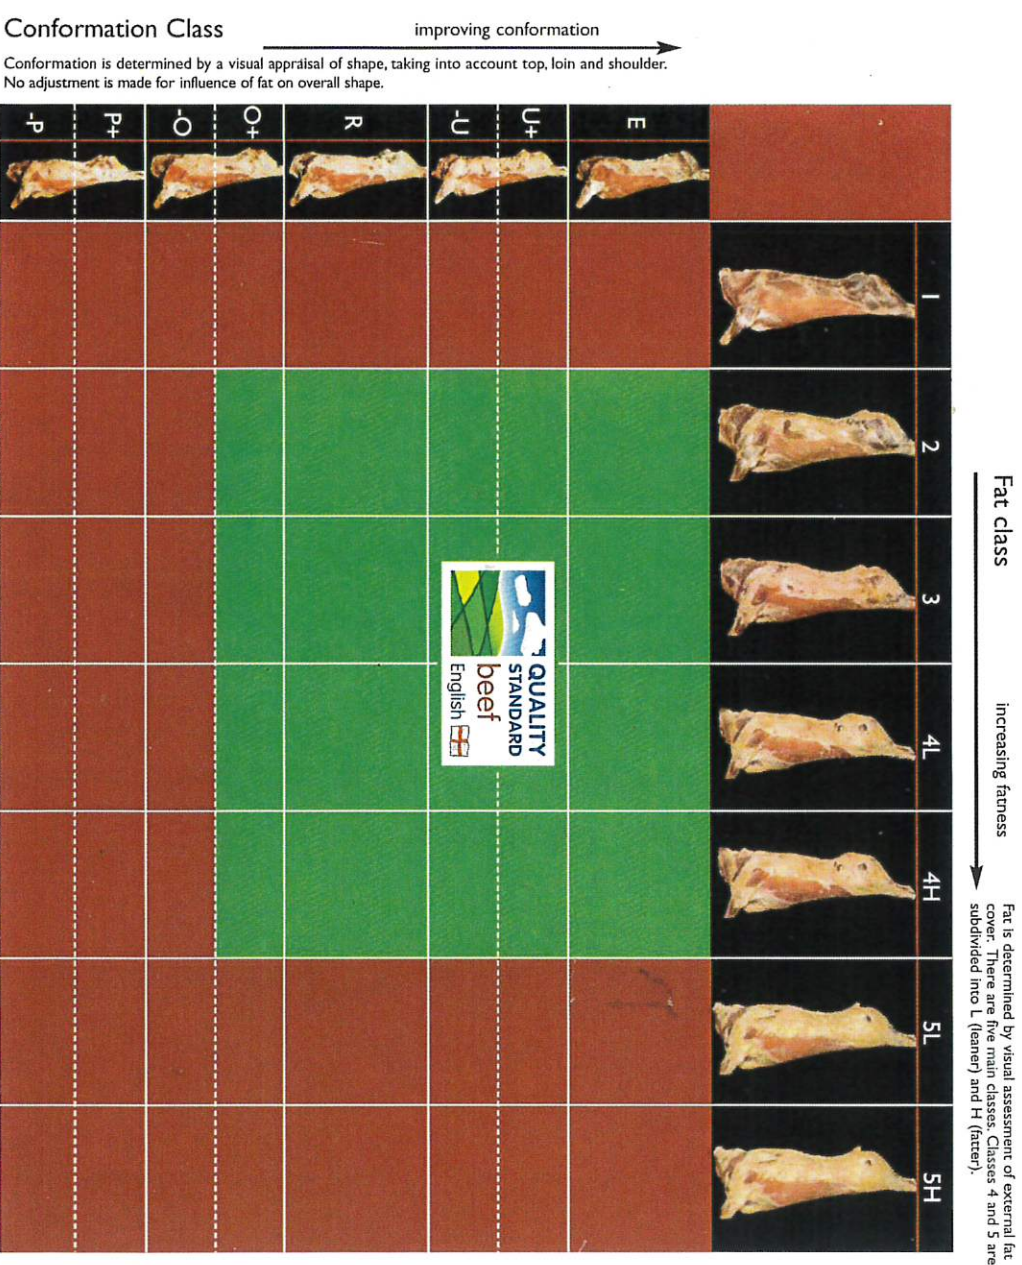 Conformation Class
improving conformation
Conformation is determined by a visual appraisal of shape, taking into account top, loin and shoulder.
No adjustment is made for influence of fat on overall shape.
-P
P+
-O
O+
R
-U
U+
E
1
2
3
4L
4H
5L
5H
Fat class
increasing fatness
Fat is determined by visual assessment of external fat
cover. There are five main classes. Classes 4 and 5 are
subdivided into L (leaner) and H (fatter).
QUALITY
STANDARD
beef
English